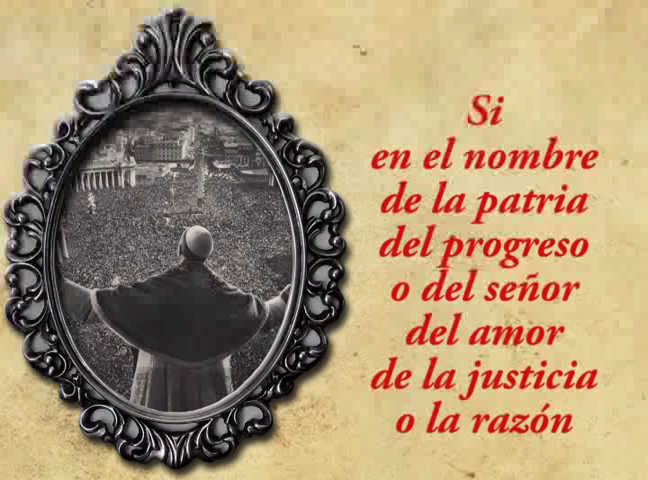 Si
en el nombre
de la patria
del progreso
o del señor
del amor
de la justicia
o la razón